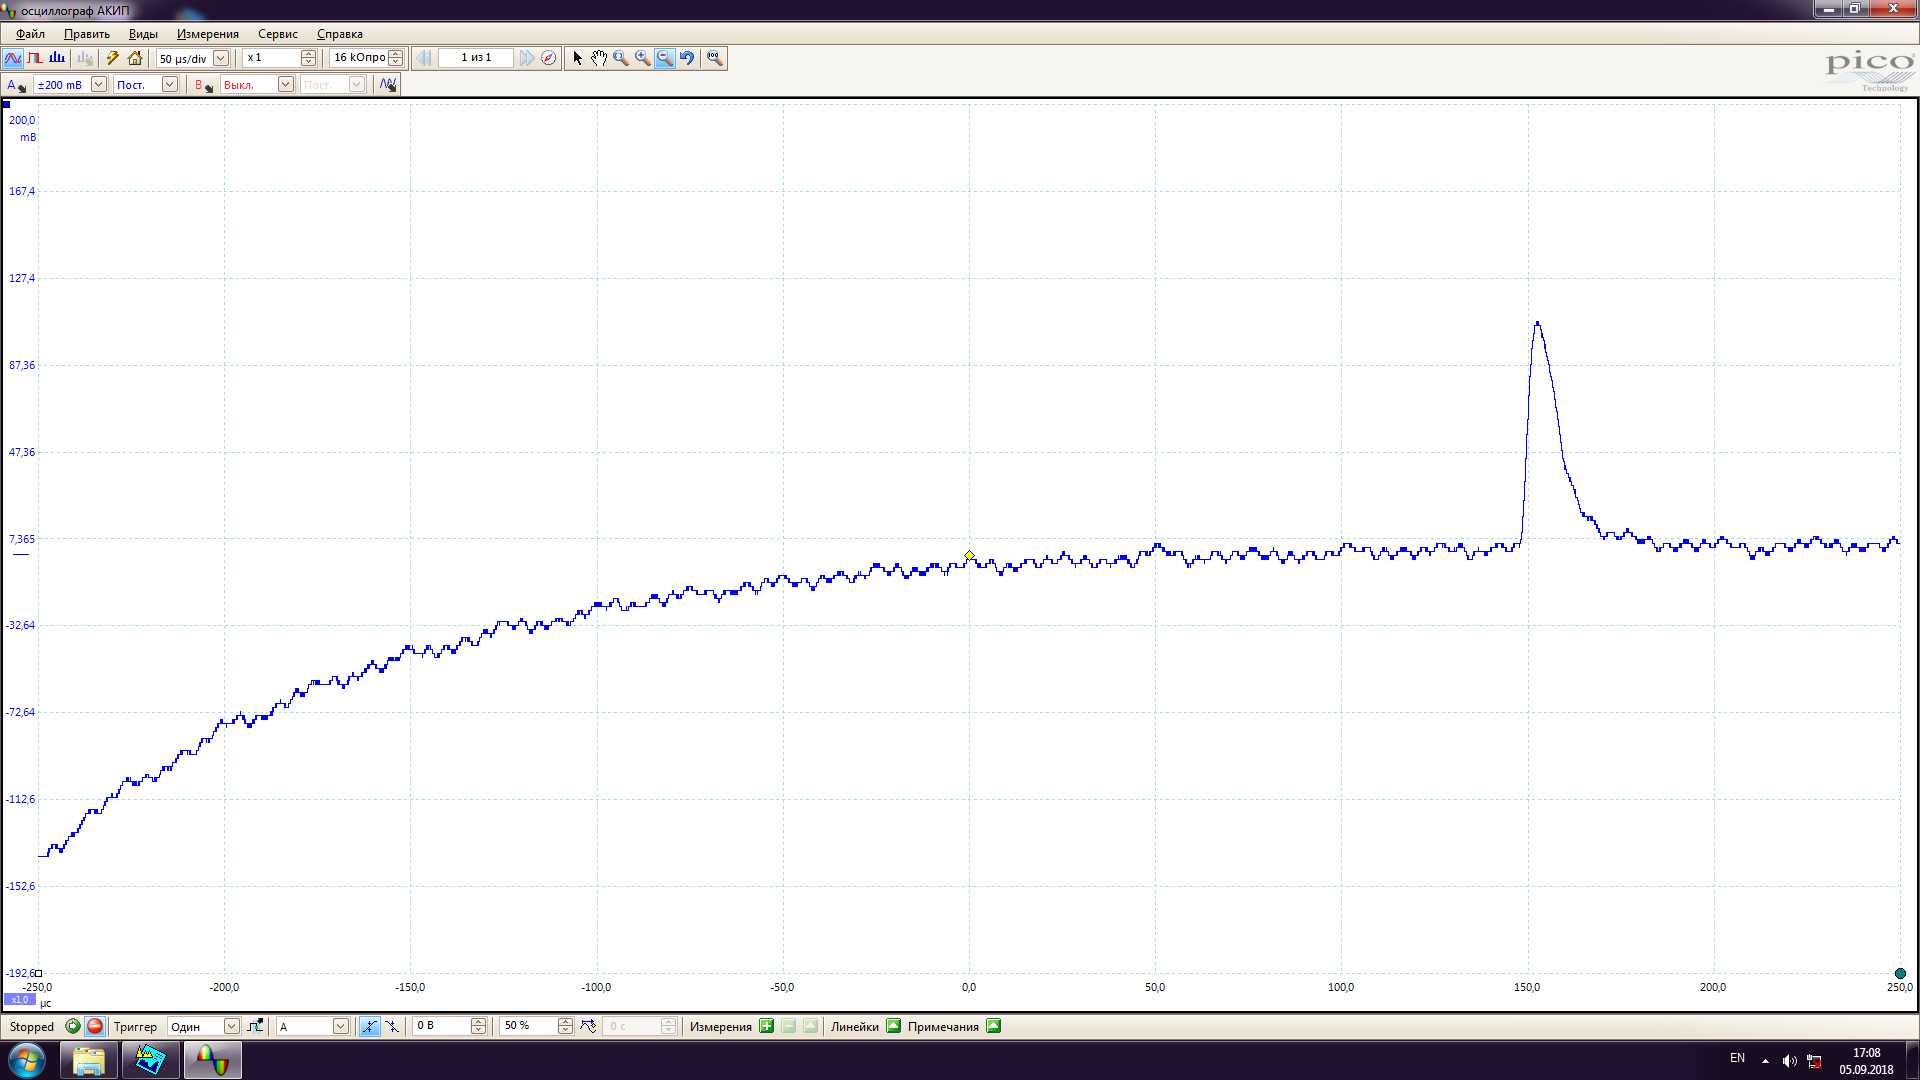 осциллограф АКИП
Файл Править Виды Измерения Сервис Справка
50 µs/div x 1 16 кОпро 1 из 1
pico
Technology
A ±200 mВ Пост. B Выкл. Пост.
200,0
mВ
167,4
127,4
87,36
47,36
7,365
-32,64
-72,64
-112,6
-152,6
-192,6
-250,0 -200,0 -150,0 -100,0 -50,0 0,0 50,0 100,0 150,0 200,0 250,0
x1,0 µс
Stopped Триггер Один A 0 В 50 % 0 с Измерения Линейки Примечания
EN 17:08
05.09.2018